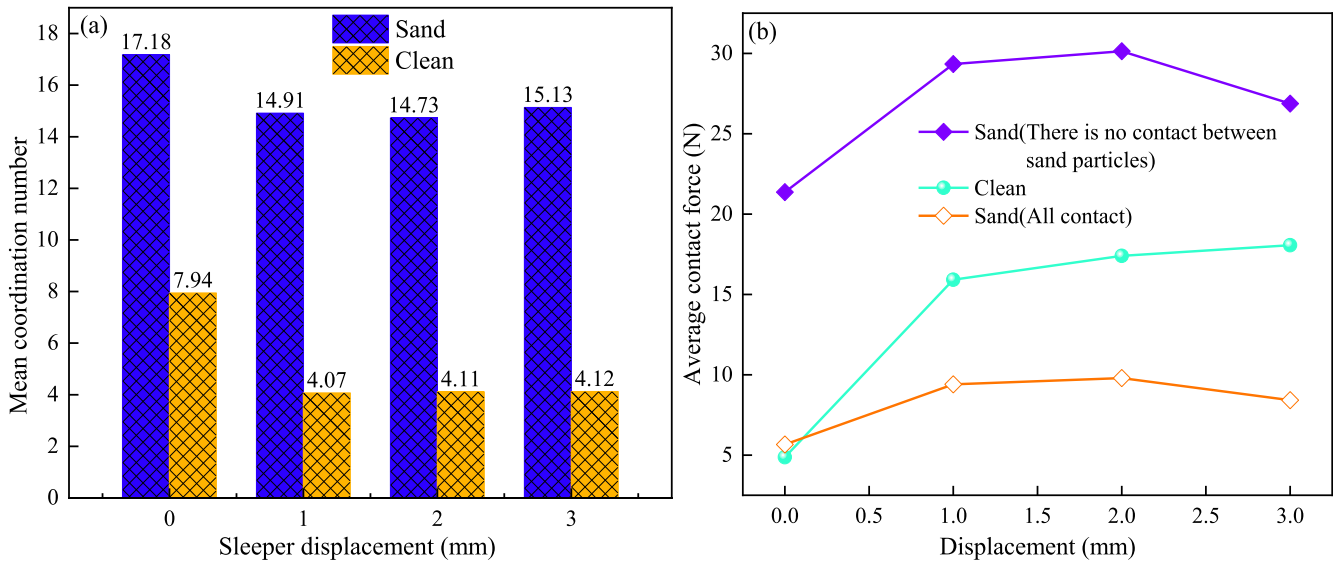 (a)
Sand
Clean
17.18
14.91
14.73
15.13
7.94
4.07
4.11
4.12
18
16
14
12
10
8
6
4
2
0
Mean coordination number
0 1 2 3
Sleeper displacement (mm)
(b)
Sand(There is no contact between
sand particles)
Clean
Sand(All contact)
30
25
20
15
10
5
Average contact force (N)
0.0 0.5 1.0 1.5 2.0 2.5 3.0
Displacement (mm)